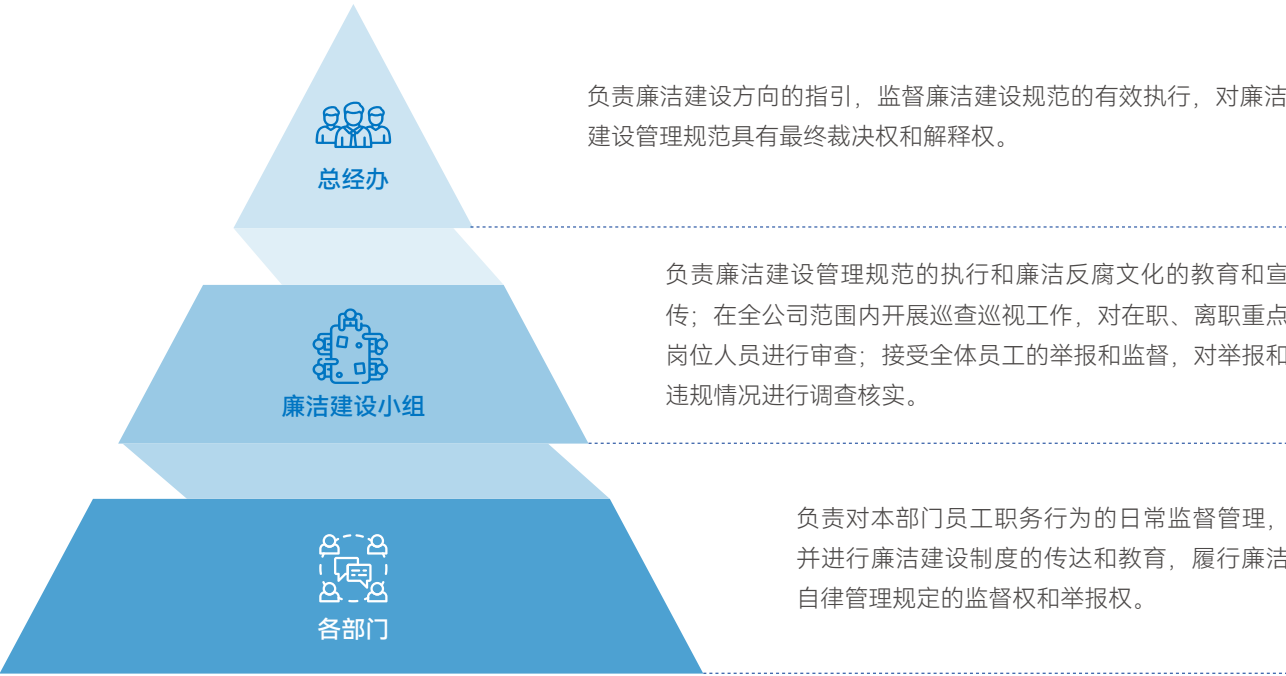 总经办
负责廉洁建设方向的指引，监督廉洁建设规范的有效执行，对廉洁
建设管理规范具有最终裁决权和解释权。
廉洁建设小组
负责廉洁建设管理规范的执行和廉洁反腐文化的教育和宣
传；在全公司范围内开展巡查巡视工作，对在职、离职重点
岗位人员进行审查；接受全体员工的举报和监督，对举报和
违规情况进行调查核实。
各部门
负责对本部门员工职务行为的日常监督管理，
并进行廉洁建设制度的传达和教育，履行廉洁
自律管理规定的监督权和举报权。